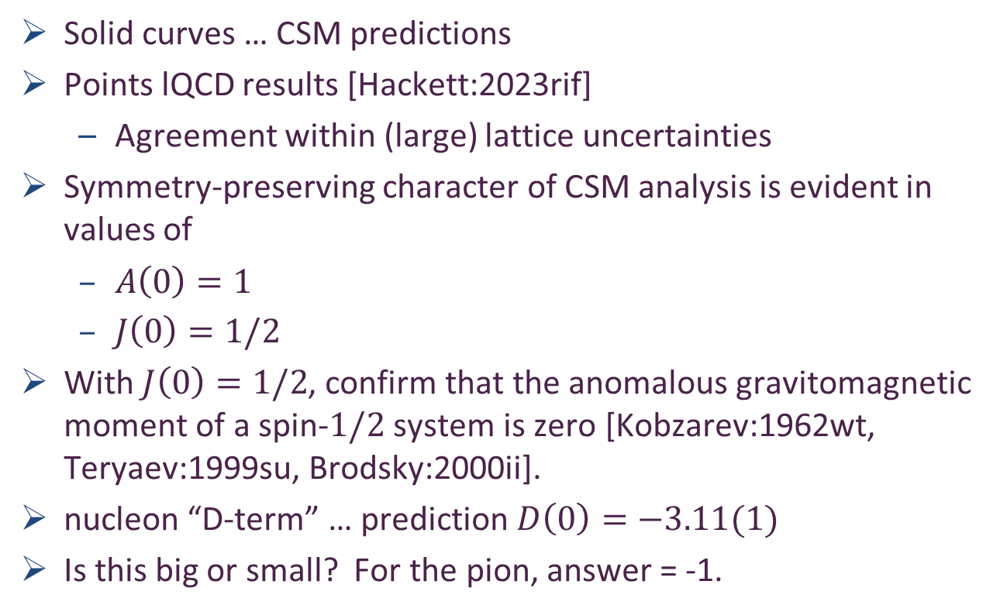 ➢ Solid curves … CSM predictions
➢ Points lQCD results [Hackett:2023rif]
– Agreement within (large) lattice uncertainties
➢ Symmetry-preserving character of CSM analysis is evident in
values of
– A(0) = 1
– J(0) = 1/2
➢ With J(0) = 1/2, confirm that the anomalous gravitomagnetic
moment of a spin-1/2 system is zero [Kobzarev:1962wt,
Teryaev:1999su, Brodsky:2000ii].
➢ nucleon “D-term” … prediction D(0) = −3.11(1)
➢ Is this big or small?  For the pion, answer = -1.